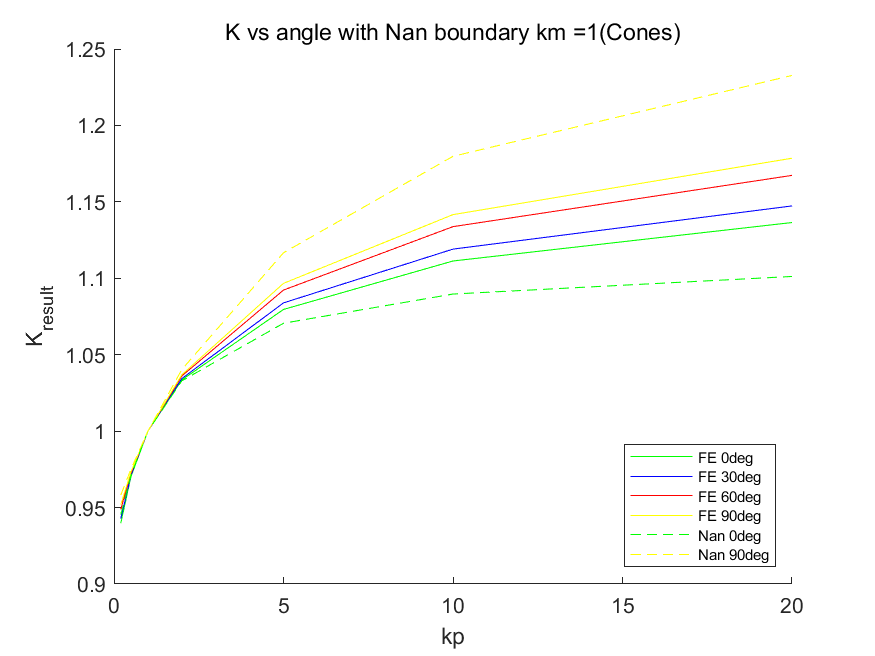 K vs angle with Nan boundary km =1(Cones)
1.25
1.2
1.15
1.1
1.05
1
0.95
0.9
K_result
0
5
10
15
20
kp
FE 0deg
FE 30deg
FE 60deg
FE 90deg
Nan 0deg
Nan 90deg